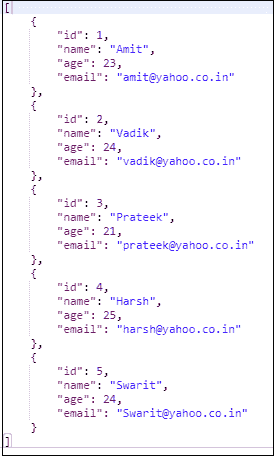 [
    {
        "id": 1,
        "name": "Amit",
        "age": 23,
        "email": "amit@yahoo.co.in"
    },
    {
        "id": 2,
        "name": "Vadik",
        "age": 24,
        "email": "vadik@yahoo.co.in"
    },
    {
        "id": 3,
        "name": "Prateek",
        "age": 21,
        "email": "prateek@yahoo.co.in"
    },
    {
        "id": 4,
        "name": "Harsh",
        "age": 25,
        "email": "harsh@yahoo.co.in"
    },
    {
        "id": 5,
        "name": "Swarit",
        "age": 24,
        "email": "Swarit@yahoo.co.in"
    }
]